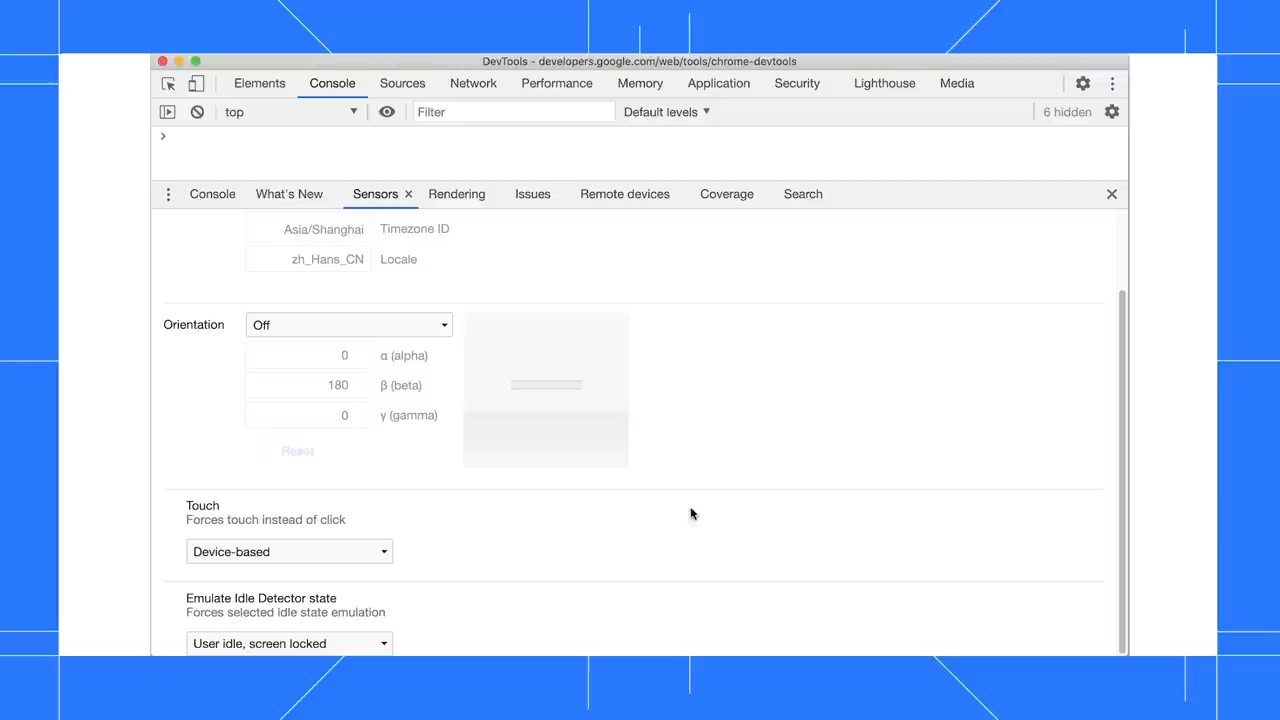 DevTools - developers.google.com/web/tools/chrome-devtools
Elements Console Sources Network Performance Memory Application Security Lighthouse Media
top Filter Default levels 6 hidden
Console What's New Sensors Rendering Issues Remote devices Coverage Search
Asia/Shanghai Timezone ID
zh_Hans_CN Locale
Orientation Off
0 α (alpha)
180 β (beta)
0 γ (gamma)
Reset
Touch
Forces touch instead of click
Device-based
Emulate Idle Detector state
Forces selected idle state emulation
User idle, screen locked